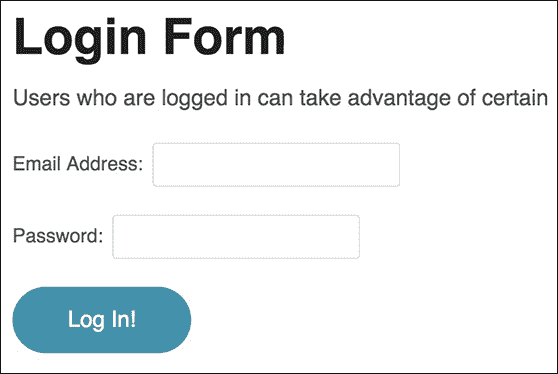 Login Form
Users who are logged in can take advantage of certain
Email Address:
Password:
Log In!